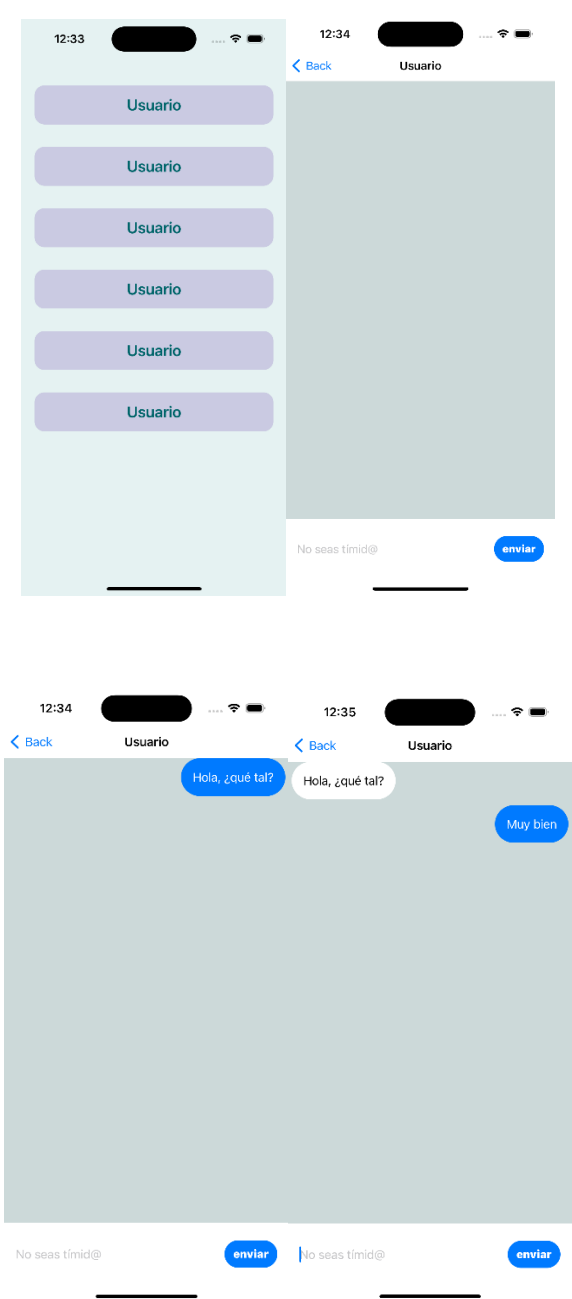 12:33
Usuario
Usuario
Usuario
Usuario
Usuario
Usuario
12:34
Back
Usuario
No seas tímid@
enviar
12:34
Back
Usuario
Hola, ¿qué tal?
No seas tímid@
enviar
12:35
Back
Usuario
Hola, ¿qué tal?
Muy bien
No seas tímid@
enviar